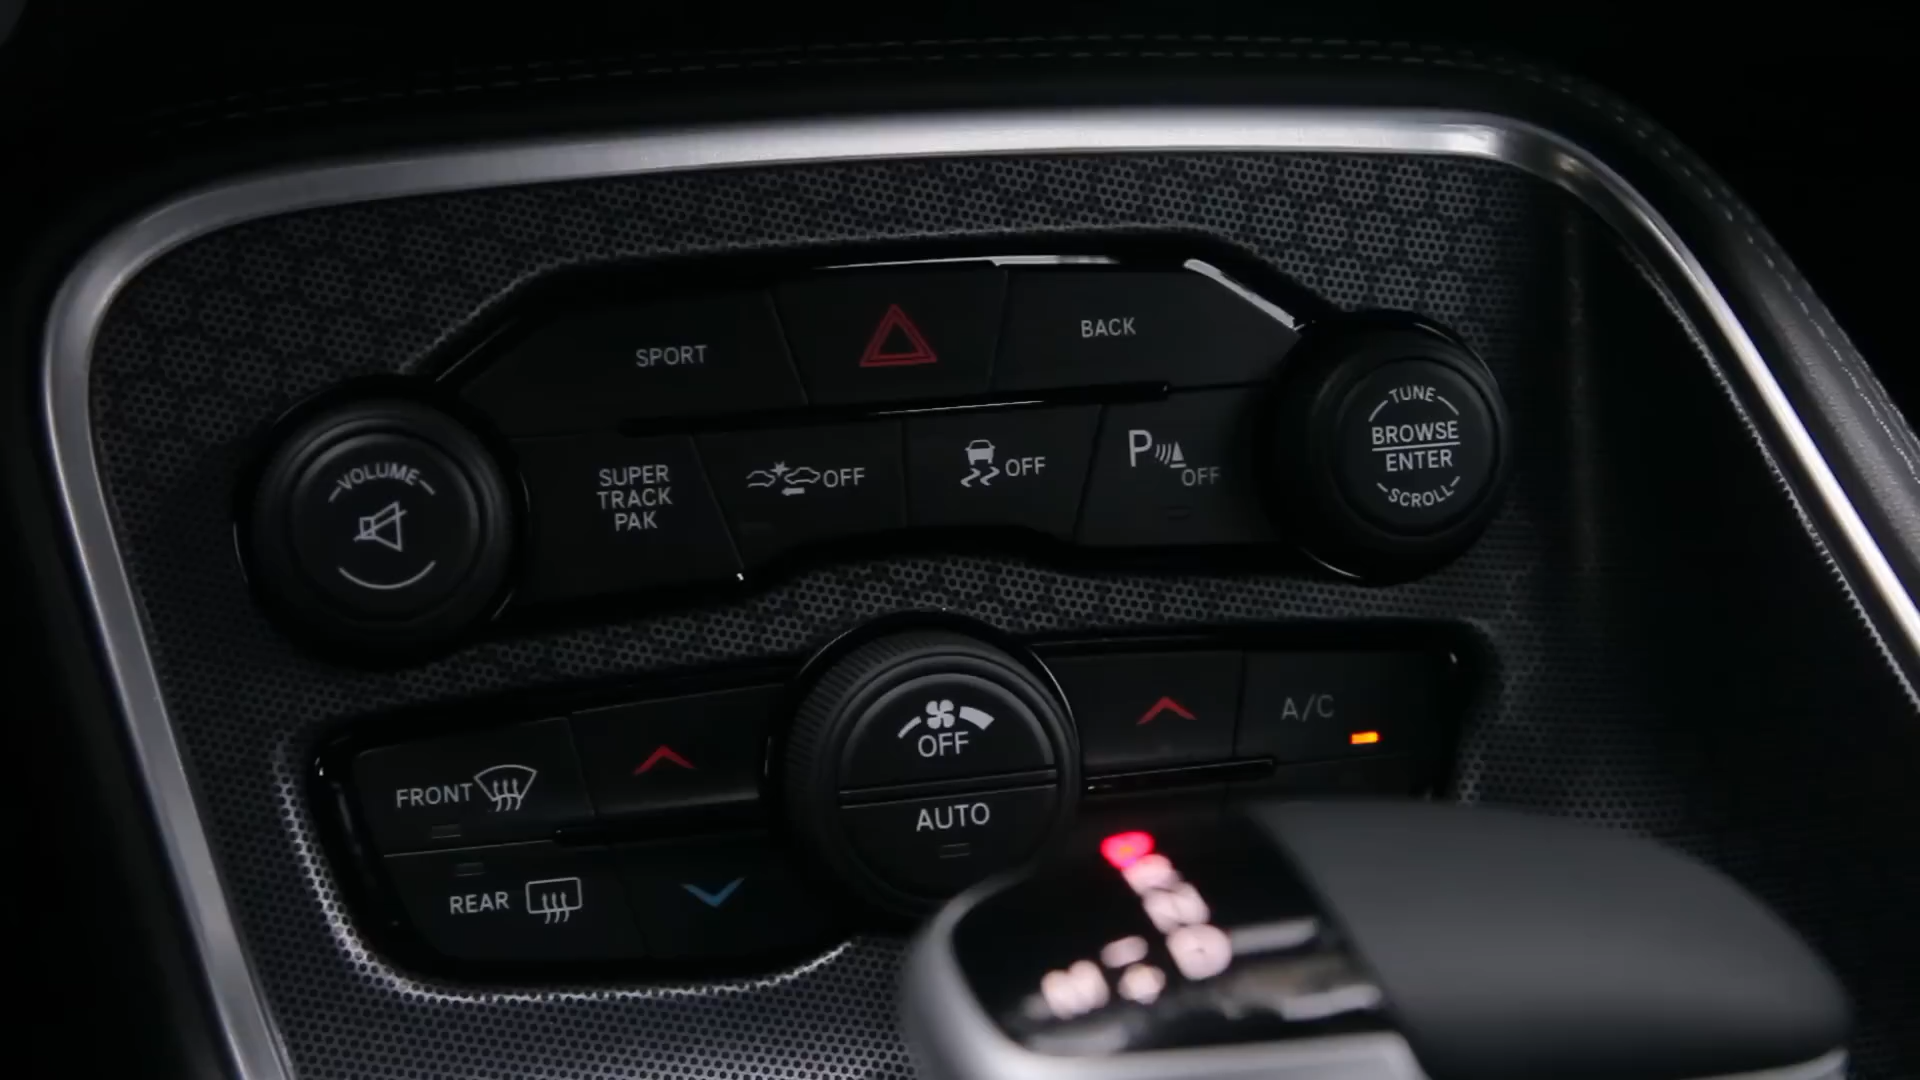 SPORT
BACK
VOLUME
SUPER
TRACK
PAK
OFF
OFF
P OFF
TUNE
BROWSE
ENTER
SCROLL
FRONT
OFF
A/C
AUTO
REAR